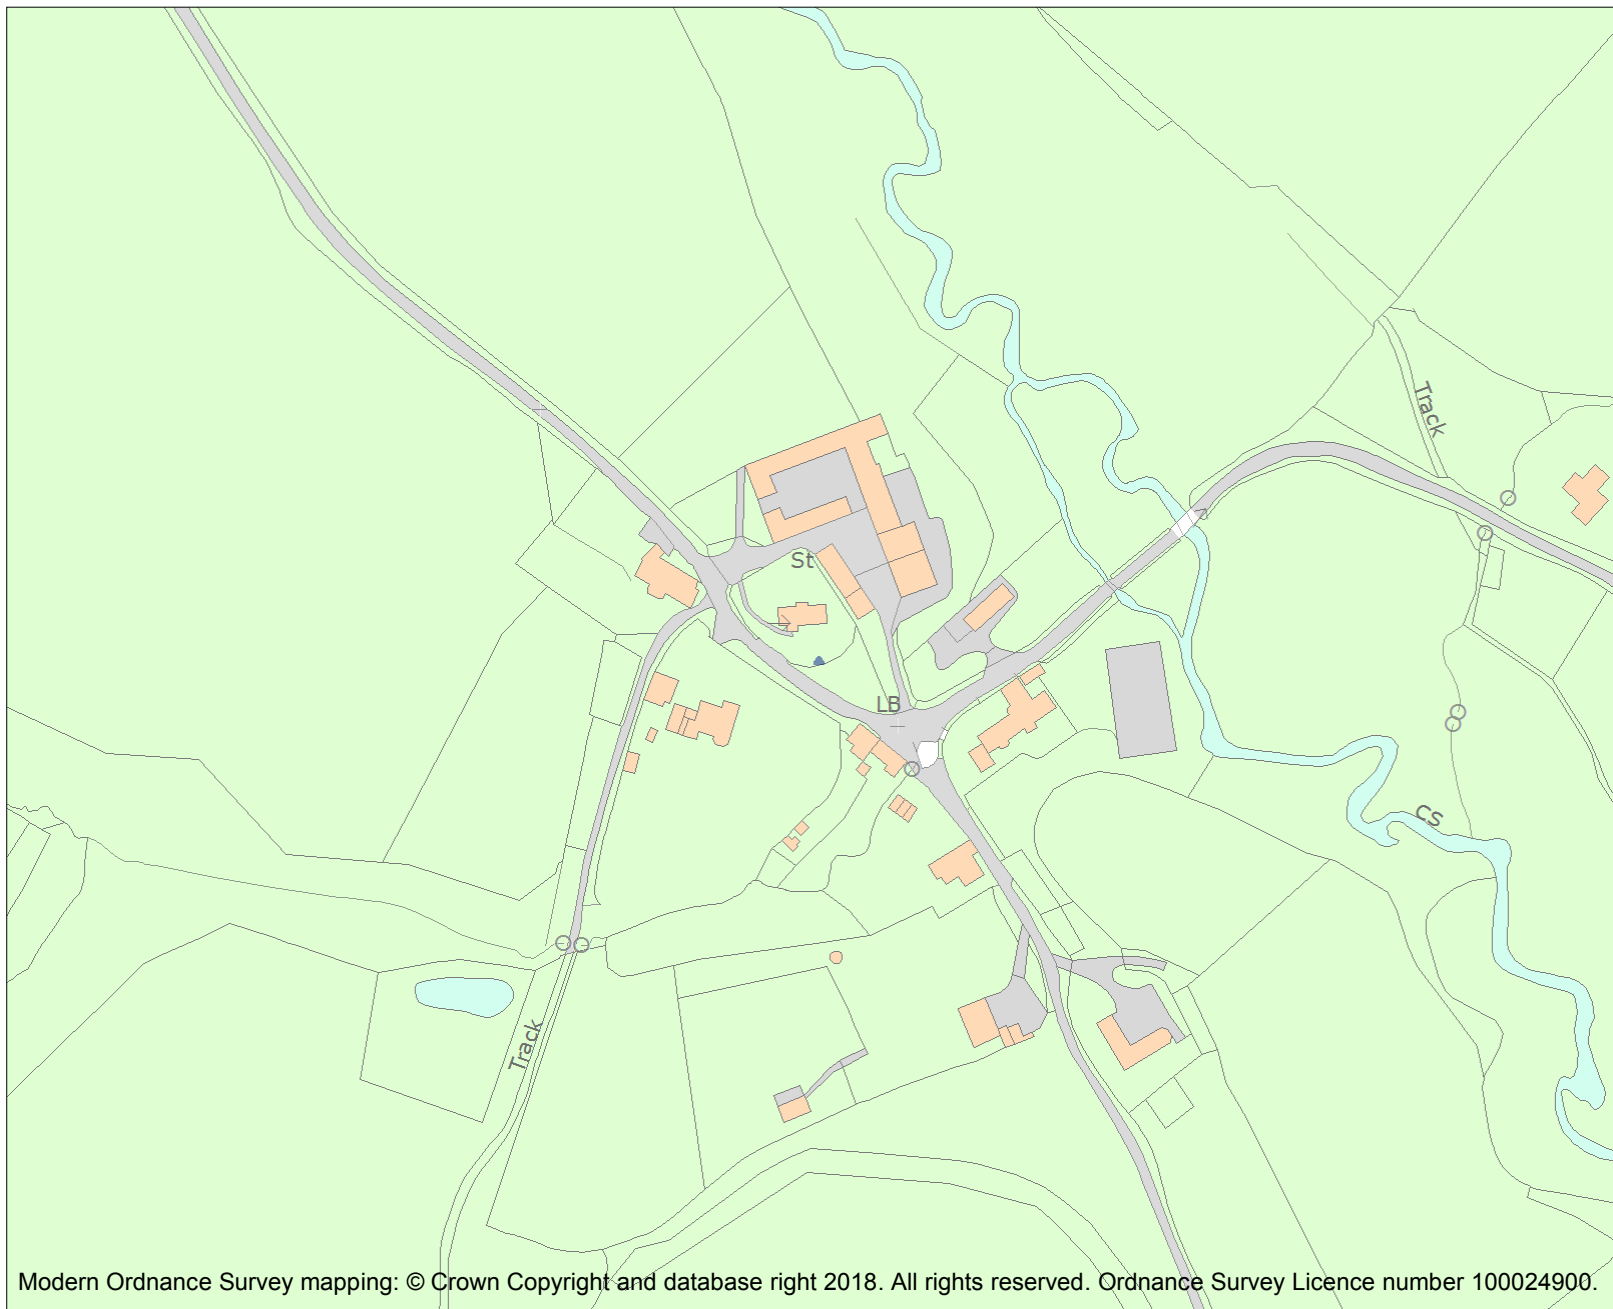 Track
St
LB
CS
Track
Modern Ordnance Survey mapping: © Crown Copyright and database right 2018. All rights reserved. Ordnance Survey Licence number 100024900.